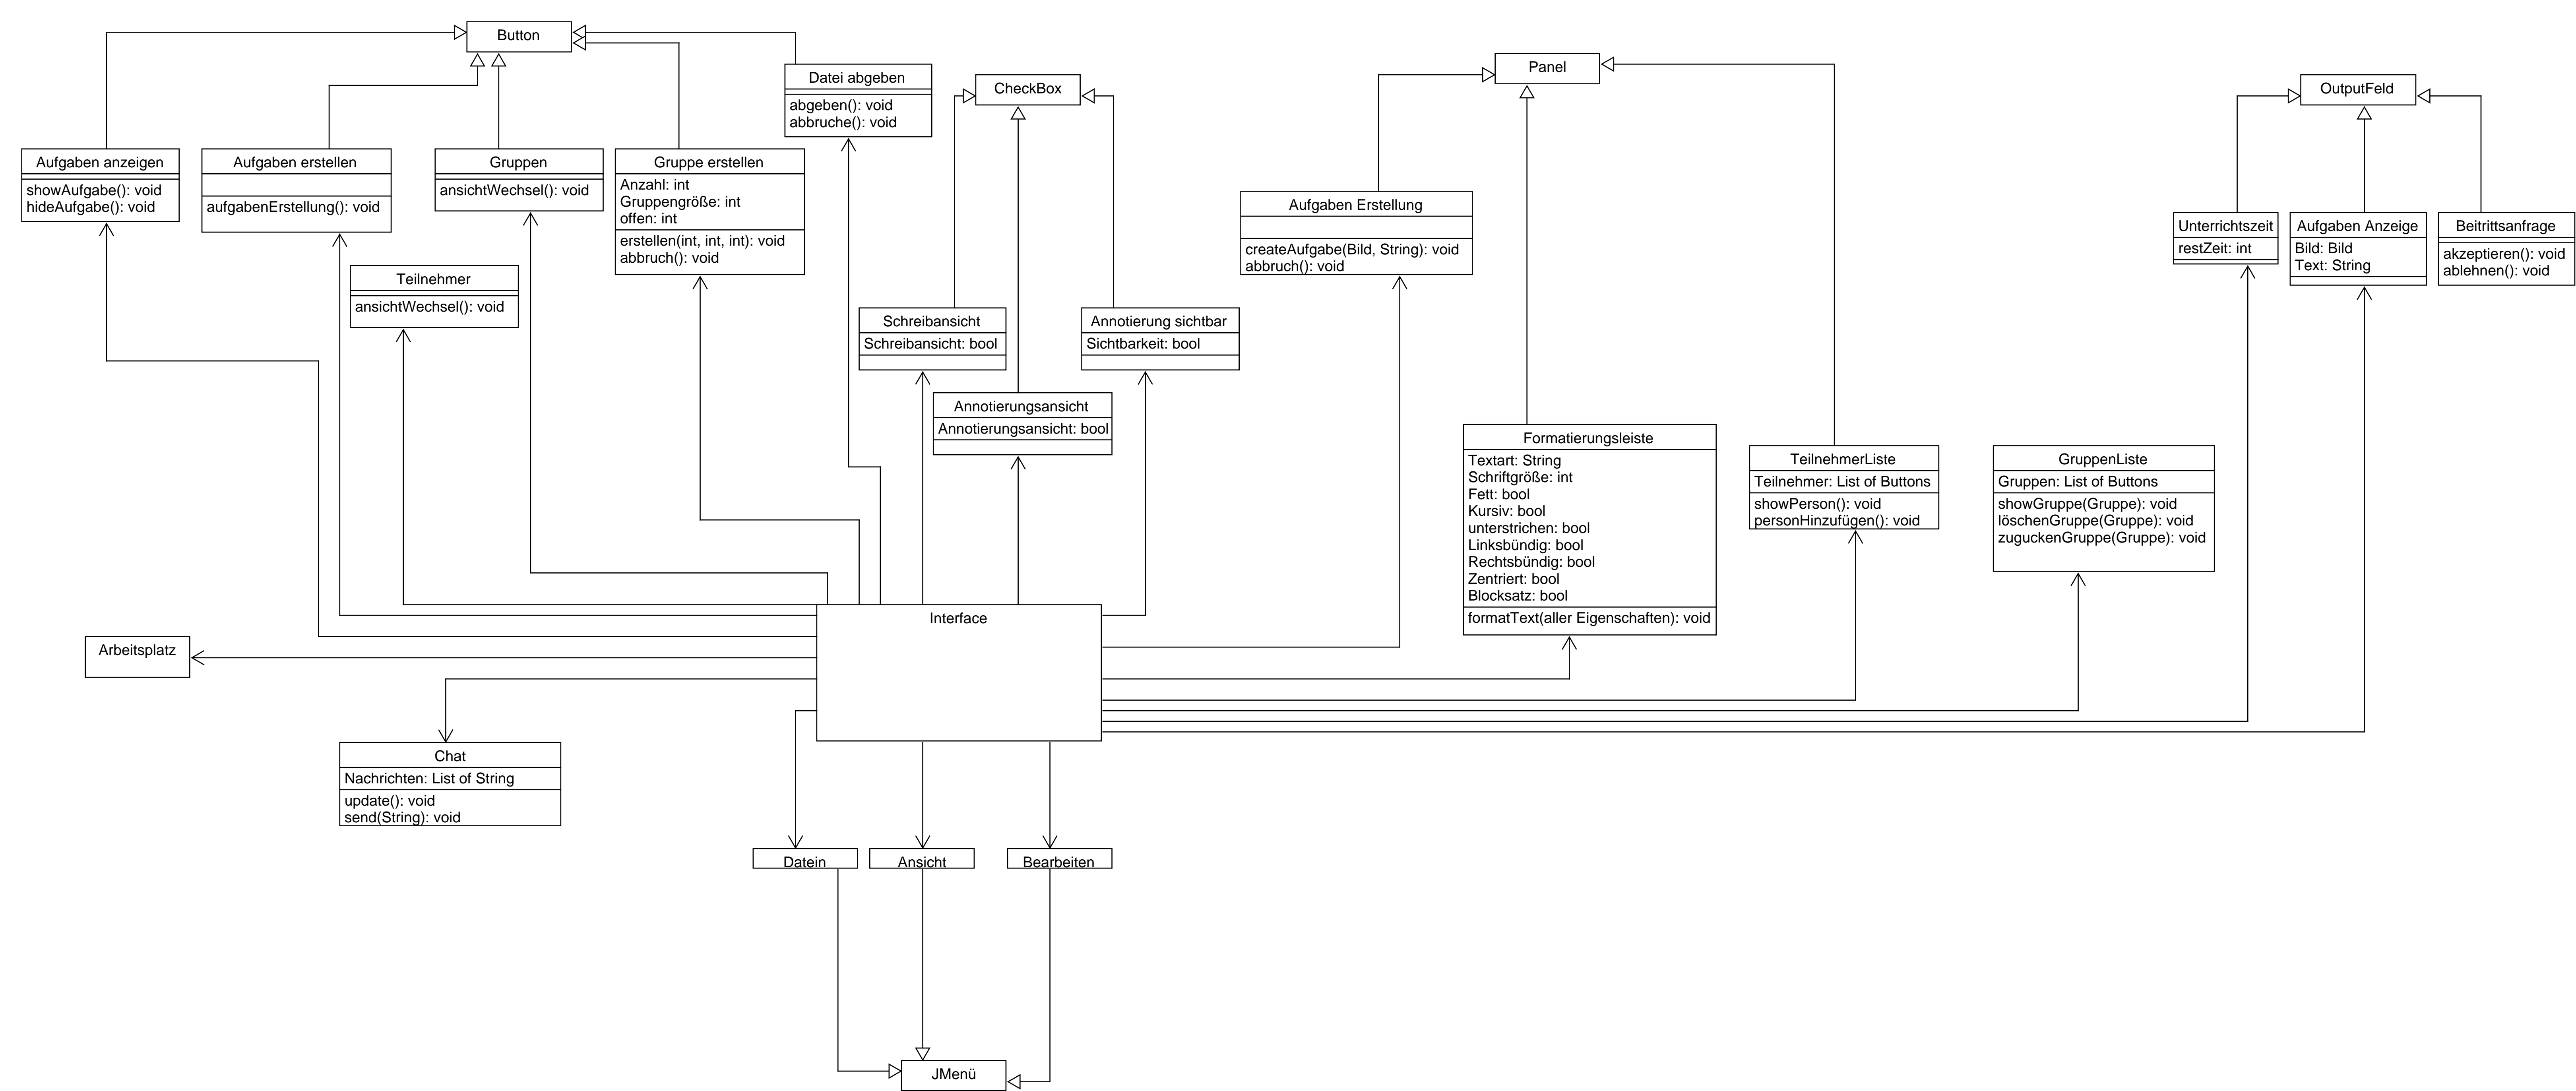 Button
Datei abgeben
abgeben(): void
abbruche(): void
CheckBox
Panel
OutputFeld
Aufgaben anzeigen
showAufgabe(): void
hideAufgabe(): void
Aufgaben erstellen
aufgabenErstellung(): void
Gruppen
ansichtWechsel(): void
Gruppe erstellen
Anzahl: int
Gruppengröße: int
offen: int
erstellen(int, int, int): void
abbruch(): void
Teilnehmer
ansichtWechsel(): void
Aufgaben Erstellung
createAufgabe(Bild, String): void
abbruch(): void
Unterrichtszeit
restZeit: int
Aufgaben Anzeige
Bild: Bild
Text: String
Beitrittsanfrage
akzeptieren(): void
ablehnen(): void
Schreibansicht
Schreibansicht: bool
Annotierung sichtbar
Sichtbarkeit: bool
Annotierungsansicht
Annotierungsansicht: bool
Formatierungsleiste
Textart: String
Schriftgröße: int
Fett: bool
Kursiv: bool
unterstrichen: bool
Linksbündig: bool
Rechtsbündig: bool
Zentriert: bool
Blocksatz: bool
formatText(aller Eigenschaften): void
TeilnehmerListe
Teilnehmer: List of Buttons
showPerson(): void
personHinzufügen(): void
GruppenListe
Gruppen: List of Buttons
showGruppe(Gruppe): void
löschenGruppe(Gruppe): void
zuguckenGruppe(Gruppe): void
Interface
Arbeitsplatz
Chat
Nachrichten: List of String
update(): void
send(String): void
Datein
Ansicht
Bearbeiten
JMenü